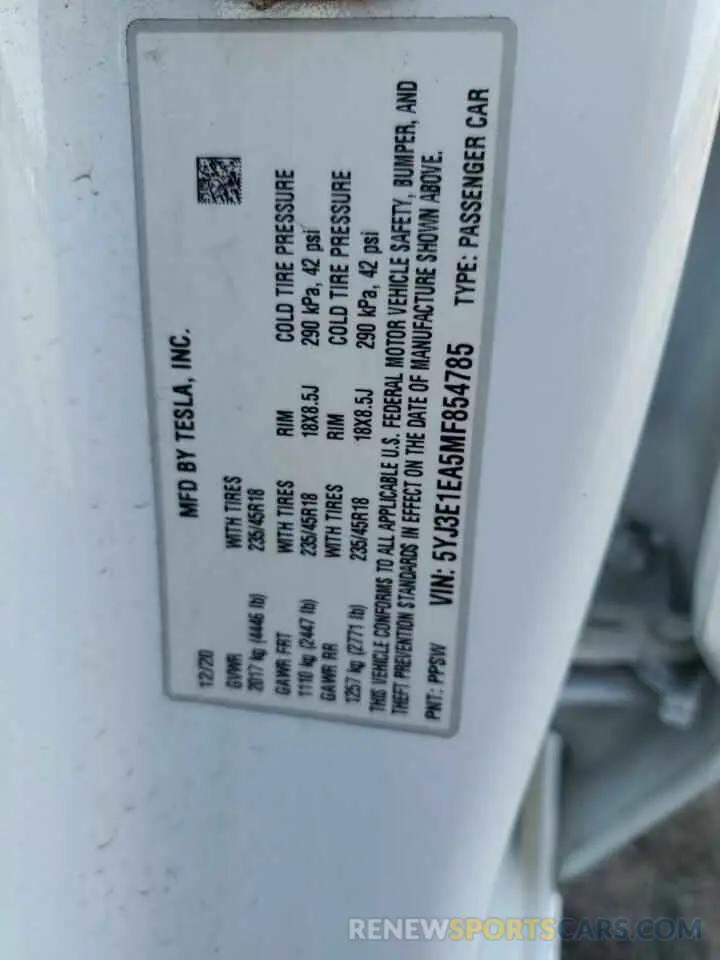 MFD BY TESLA, INC.
12/20
GVWR WITH TIRES
2017 kg (4446 lb) 235/45R18
GAWR FRT WITH TIRES RIM COLD TIRE PRESSURE
1110 kg (2447 lb) 235/45R18 18X8.5J 290 kPa, 42 psi
GAWR RR WITH TIRES RIM COLD TIRE PRESSURE
1257 kg (2771 lb) 235/45R18 18X8.5J 290 kPa, 42 psi
THIS VEHICLE CONFORMS TO ALL APPLICABLE U.S. FEDERAL MOTOR VEHICLE SAFETY, BUMPER, AND
THEFT PREVENTION STANDARDS IN EFFECT ON THE DATE OF MANUFACTURE SHOWN ABOVE.
PNT: PPSW VIN: 5YJ3E1EA5MF854785 TYPE: PASSENGER CAR
RENEWSPORTSCARS.COM